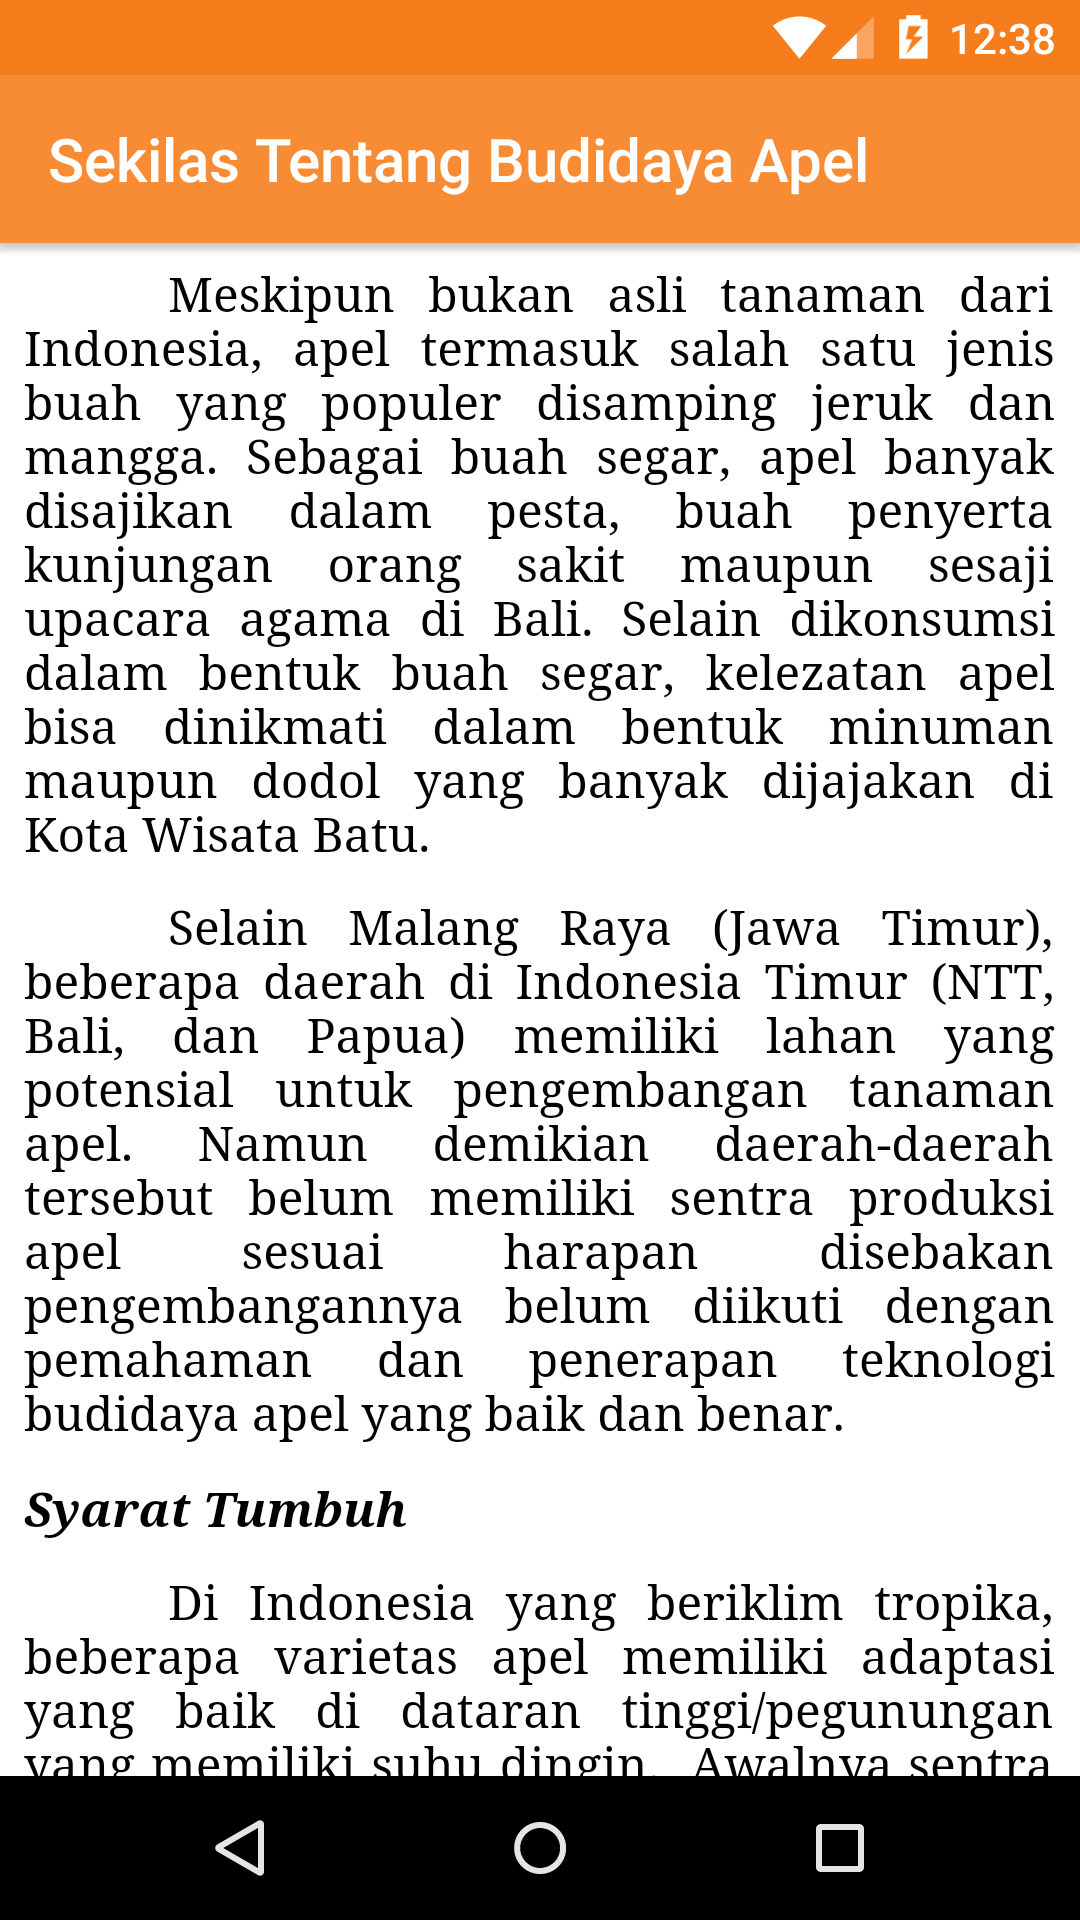 12:38
Sekilas Tentang Budidaya Apel
Meskipun bukan asli tanaman dari
Indonesia, apel termasuk salah satu jenis
buah yang populer disamping jeruk dan
mangga. Sebagai buah segar, apel banyak
disajikan dalam pesta, buah penyerta
kunjungan orang sakit maupun sesaji
upacara agama di Bali. Selain dikonsumsi
dalam bentuk buah segar, kelezatan apel
bisa dinikmati dalam bentuk minuman
maupun dodol yang banyak dijajakan di
Kota Wisata Batu.
Selain Malang Raya (Jawa Timur),
beberapa daerah di Indonesia Timur (NTT,
Bali, dan Papua) memiliki lahan yang
potensial untuk pengembangan tanaman
apel. Namun demikian daerah-daerah
tersebut belum memiliki sentra produksi
apel sesuai harapan disebakan
pengembangannya belum diikuti dengan
pemahaman dan penerapan teknologi
budidaya apel yang baik dan benar.
Syarat Tumbuh
Di Indonesia yang beriklim tropika,
beberapa varietas apel memiliki adaptasi
yang baik di dataran tinggi/pegunungan
yang memiliki suhu dingin. Awalnya sentra